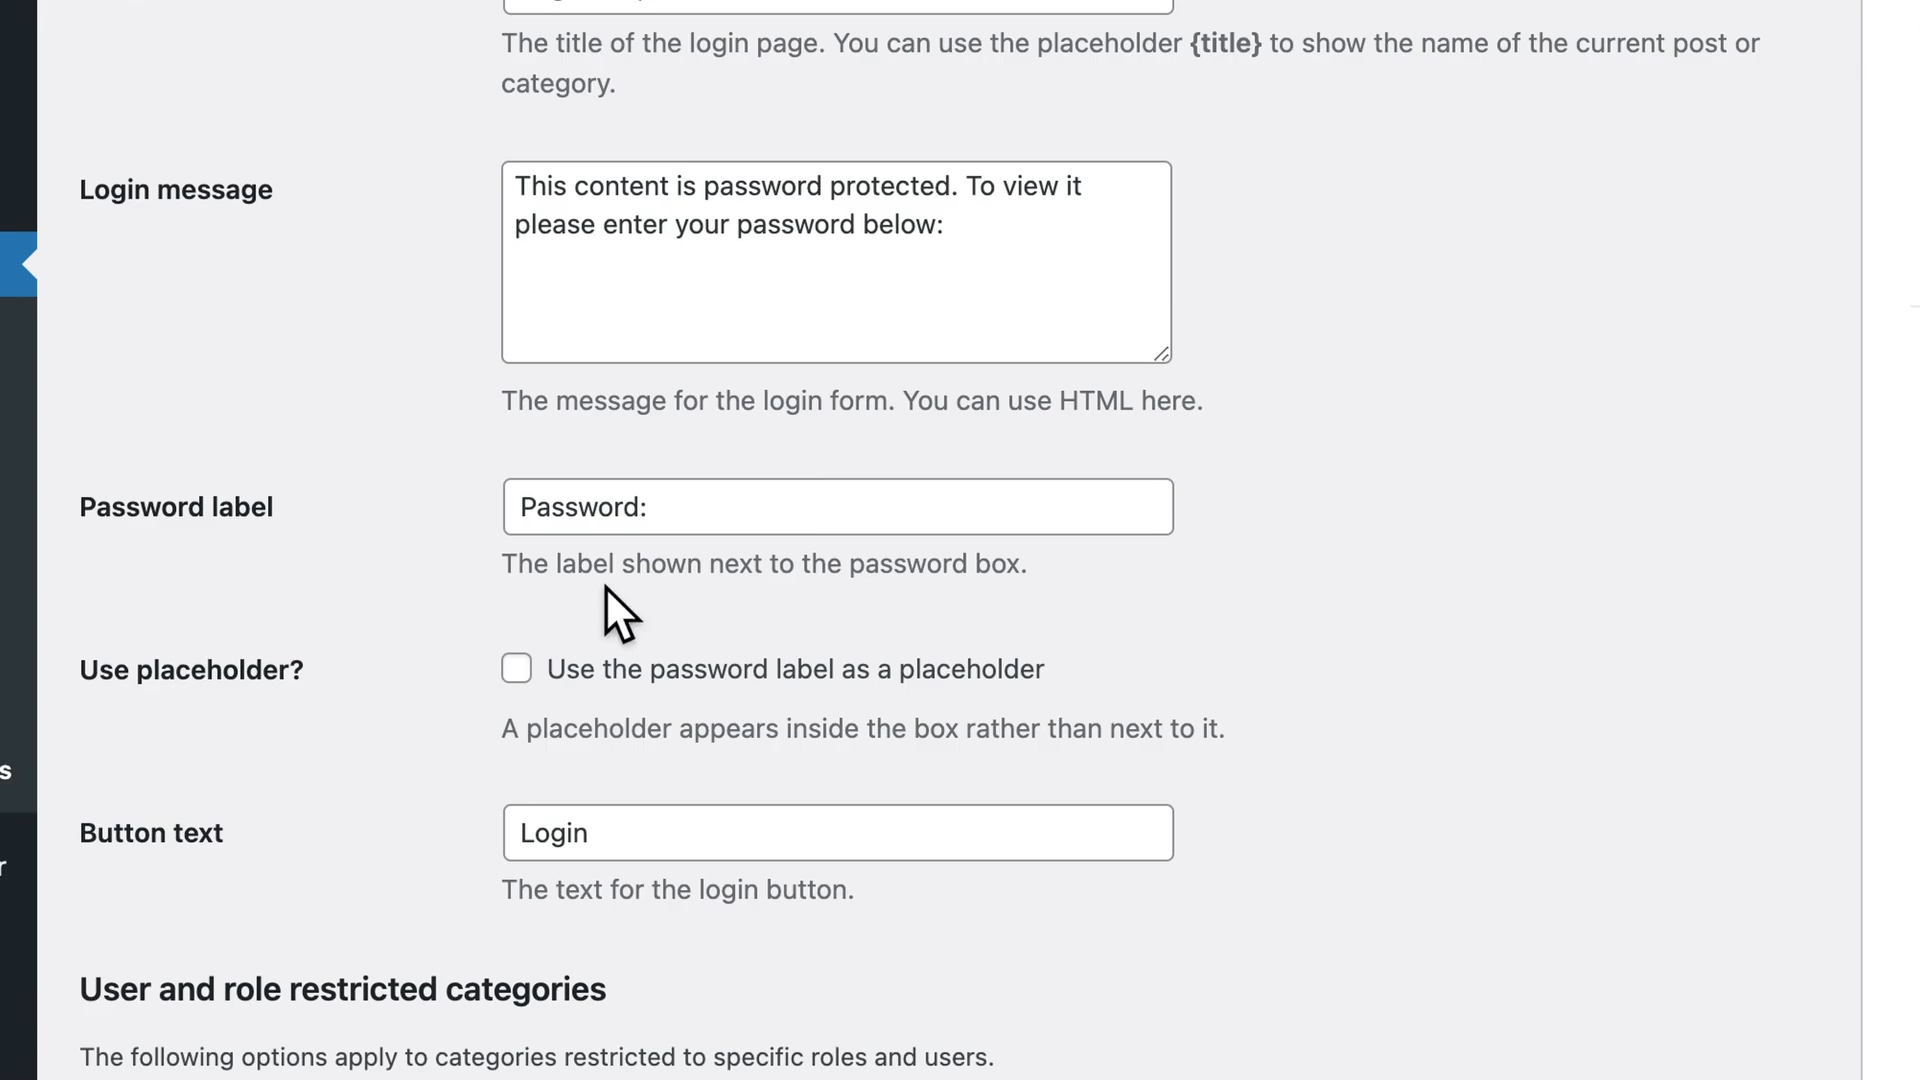 The title of the login page. You can use the placeholder {title} to show the name of the current post or
category.
Login message
This content is password protected. To view it
please enter your password below:
The message for the login form. You can use HTML here.
Password label
Password:
The label shown next to the password box.
Use placeholder?
Use the password label as a placeholder
A placeholder appears inside the box rather than next to it.
s
Button text
Login
r
The text for the login button.
User and role restricted categories
The following options apply to categories restricted to specific roles and users.